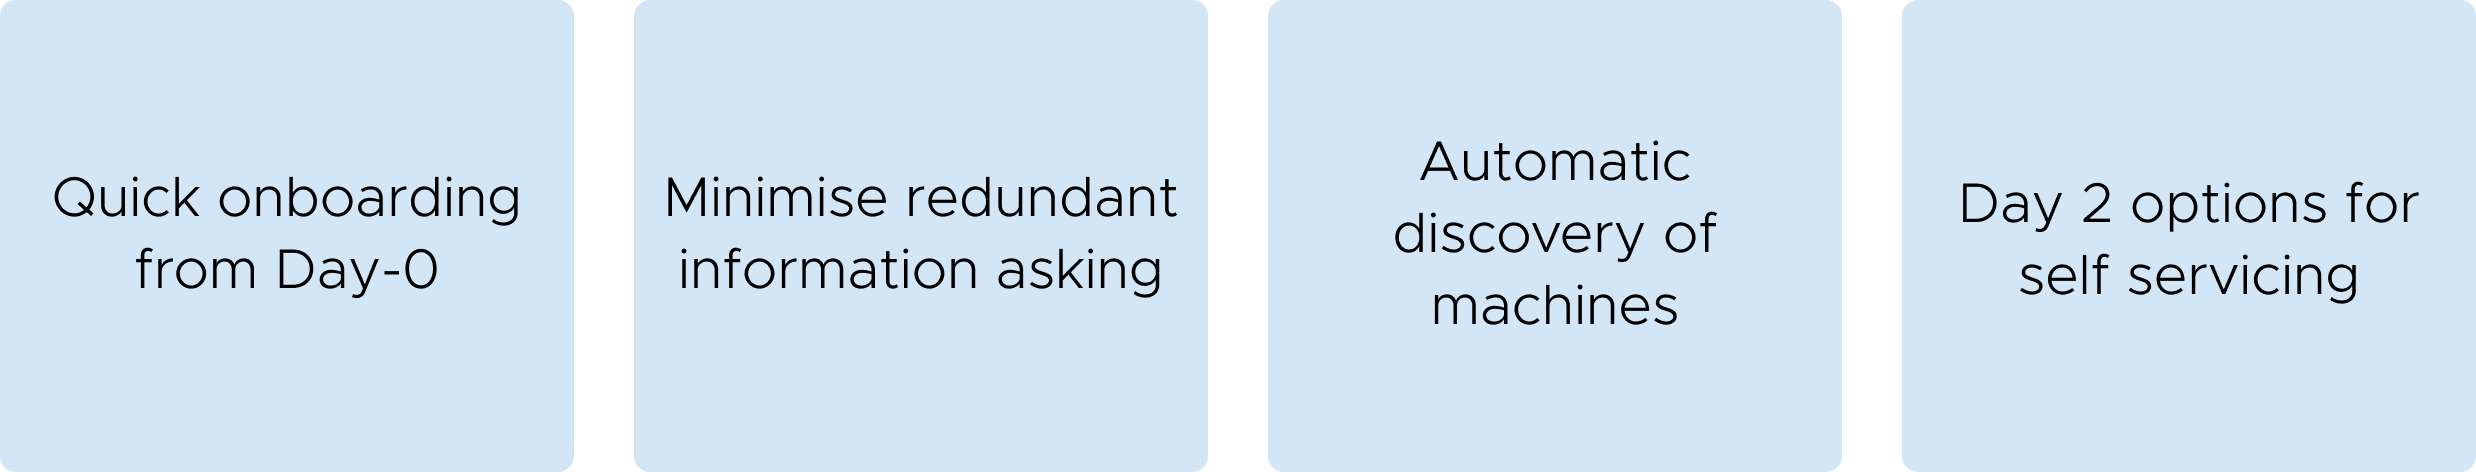 Quick onboarding
from Day-0
Minimise redundant
information asking
Automatic
discovery of
machines
Day 2 options for
self servicing